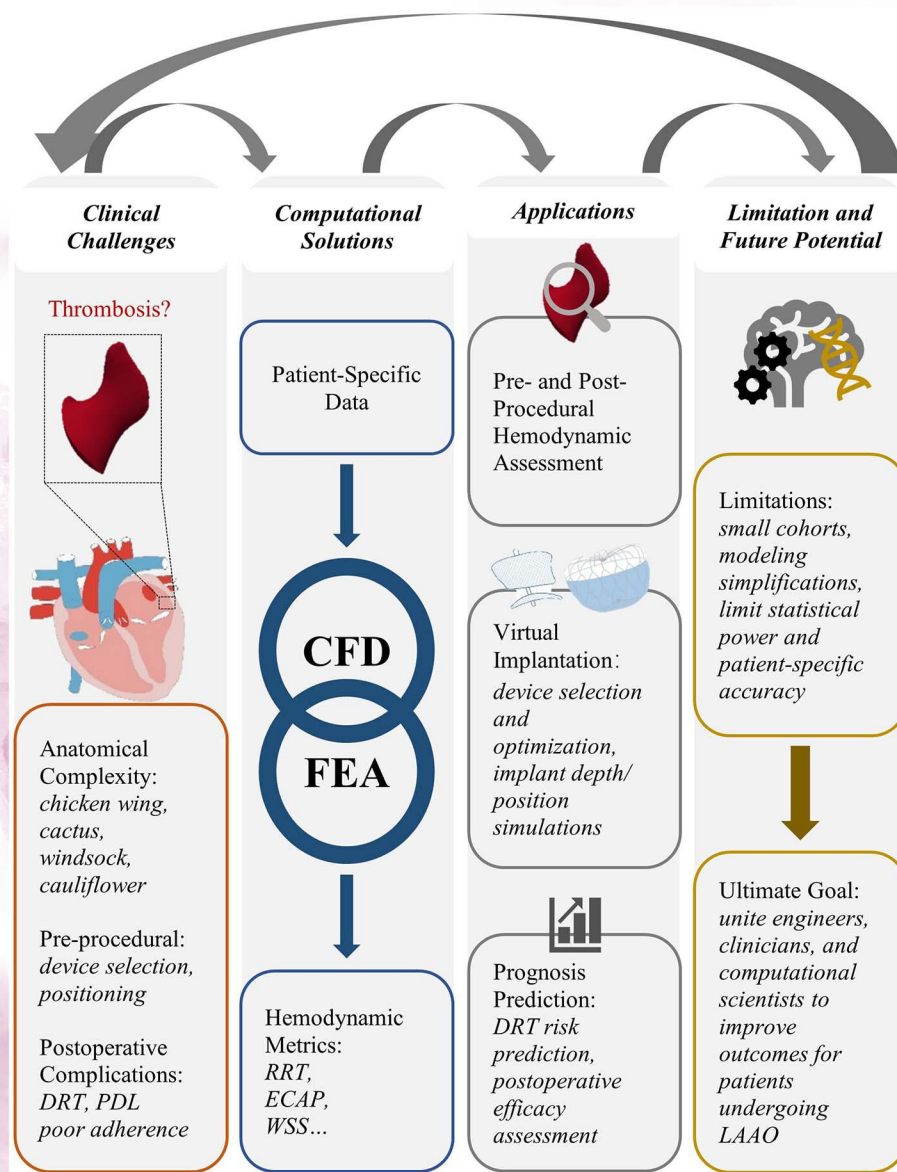 Clinical
Challenges
Thrombosis?
Anatomical
Complexity:
chicken wing,
cactus,
windsock,
cauliflower
Pre-procedural:
device selection,
positioning
Postoperative
Complications:
DRT, PDL
poor adherence
Computational
Solutions
Patient-Specific
Data
CFD
FEA
Hemodynamic
Metrics:
RRT,
ECAP,
WSS...
Applications
Pre- and Post-
Procedural
Hemodynamic
Assessment
Virtual
Implantation:
device selection
and
optimization,
implant depth/
position
simulations
Prognosis
Prediction:
DRT risk
prediction,
postoperative
efficacy
assessment
Limitation and
Future Potential
Limitations:
small cohorts,
modeling
simplifications,
limit statistical
power and
patient-specific
accuracy
Ultimate Goal:
unite engineers,
clinicians, and
computational
scientists to
improve
outcomes for
patients
undergoing
LAAO